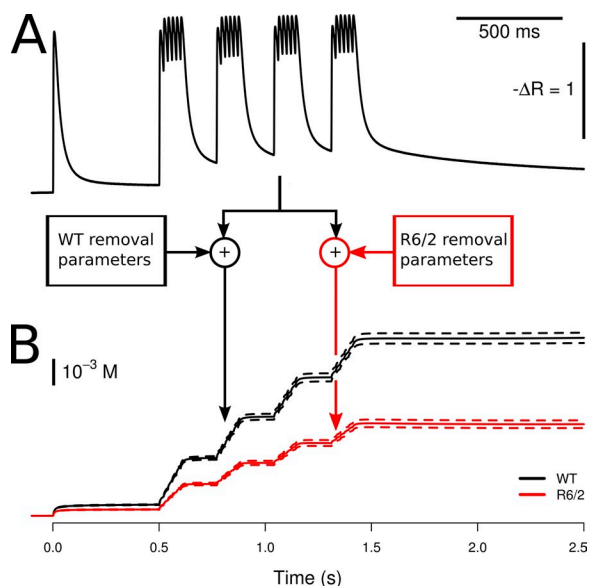 A
500 ms
-ΔR = 1
WT removal
parameters
+
+
R6/2 removal
parameters
B
10⁻³ M
WT
R6/2
0.0 0.5 1.0 1.5 2.0 2.5
Time (s)